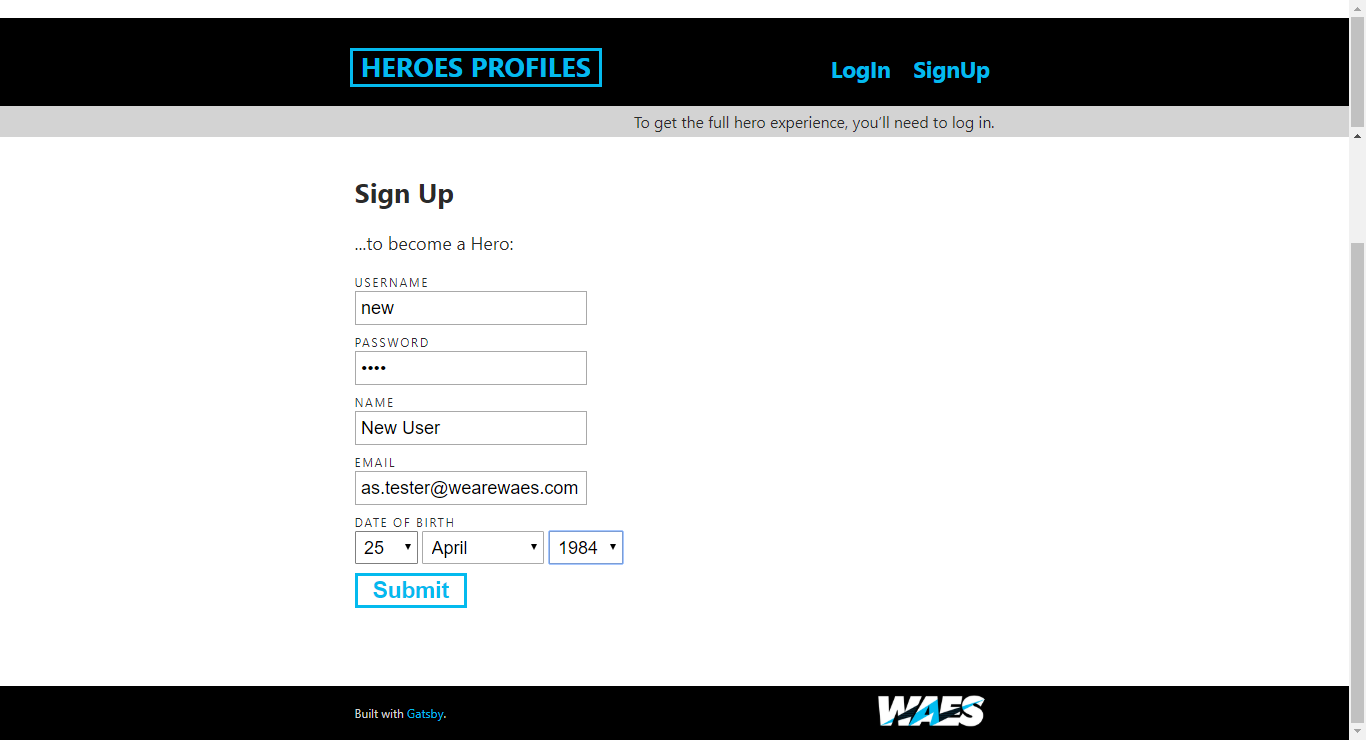 HEROES PROFILES
LogIn SignUp
To get the full hero experience, you’ll need to log in.
Sign Up
...to become a Hero:
USERNAME
new
PASSWORD
••••
NAME
New User
EMAIL
as.tester@wearewaes.com
DATE OF BIRTH
25 April 1984
Submit
Built with Gatsby.
WAES